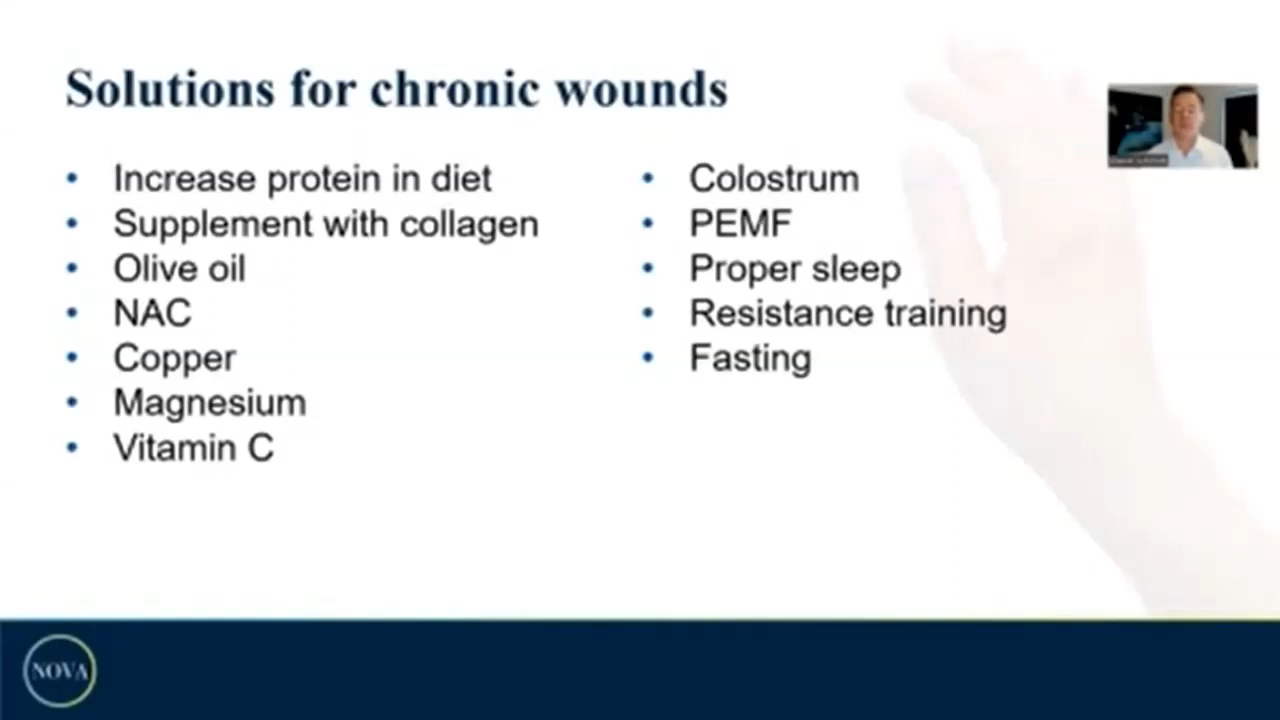 Solutions for chronic wounds
• Increase protein in diet
• Supplement with collagen
• Olive oil
• NAC
• Copper
• Magnesium
• Vitamin C
• Colostrum
• PEMF
• Proper sleep
• Resistance training
• Fasting
NOVA